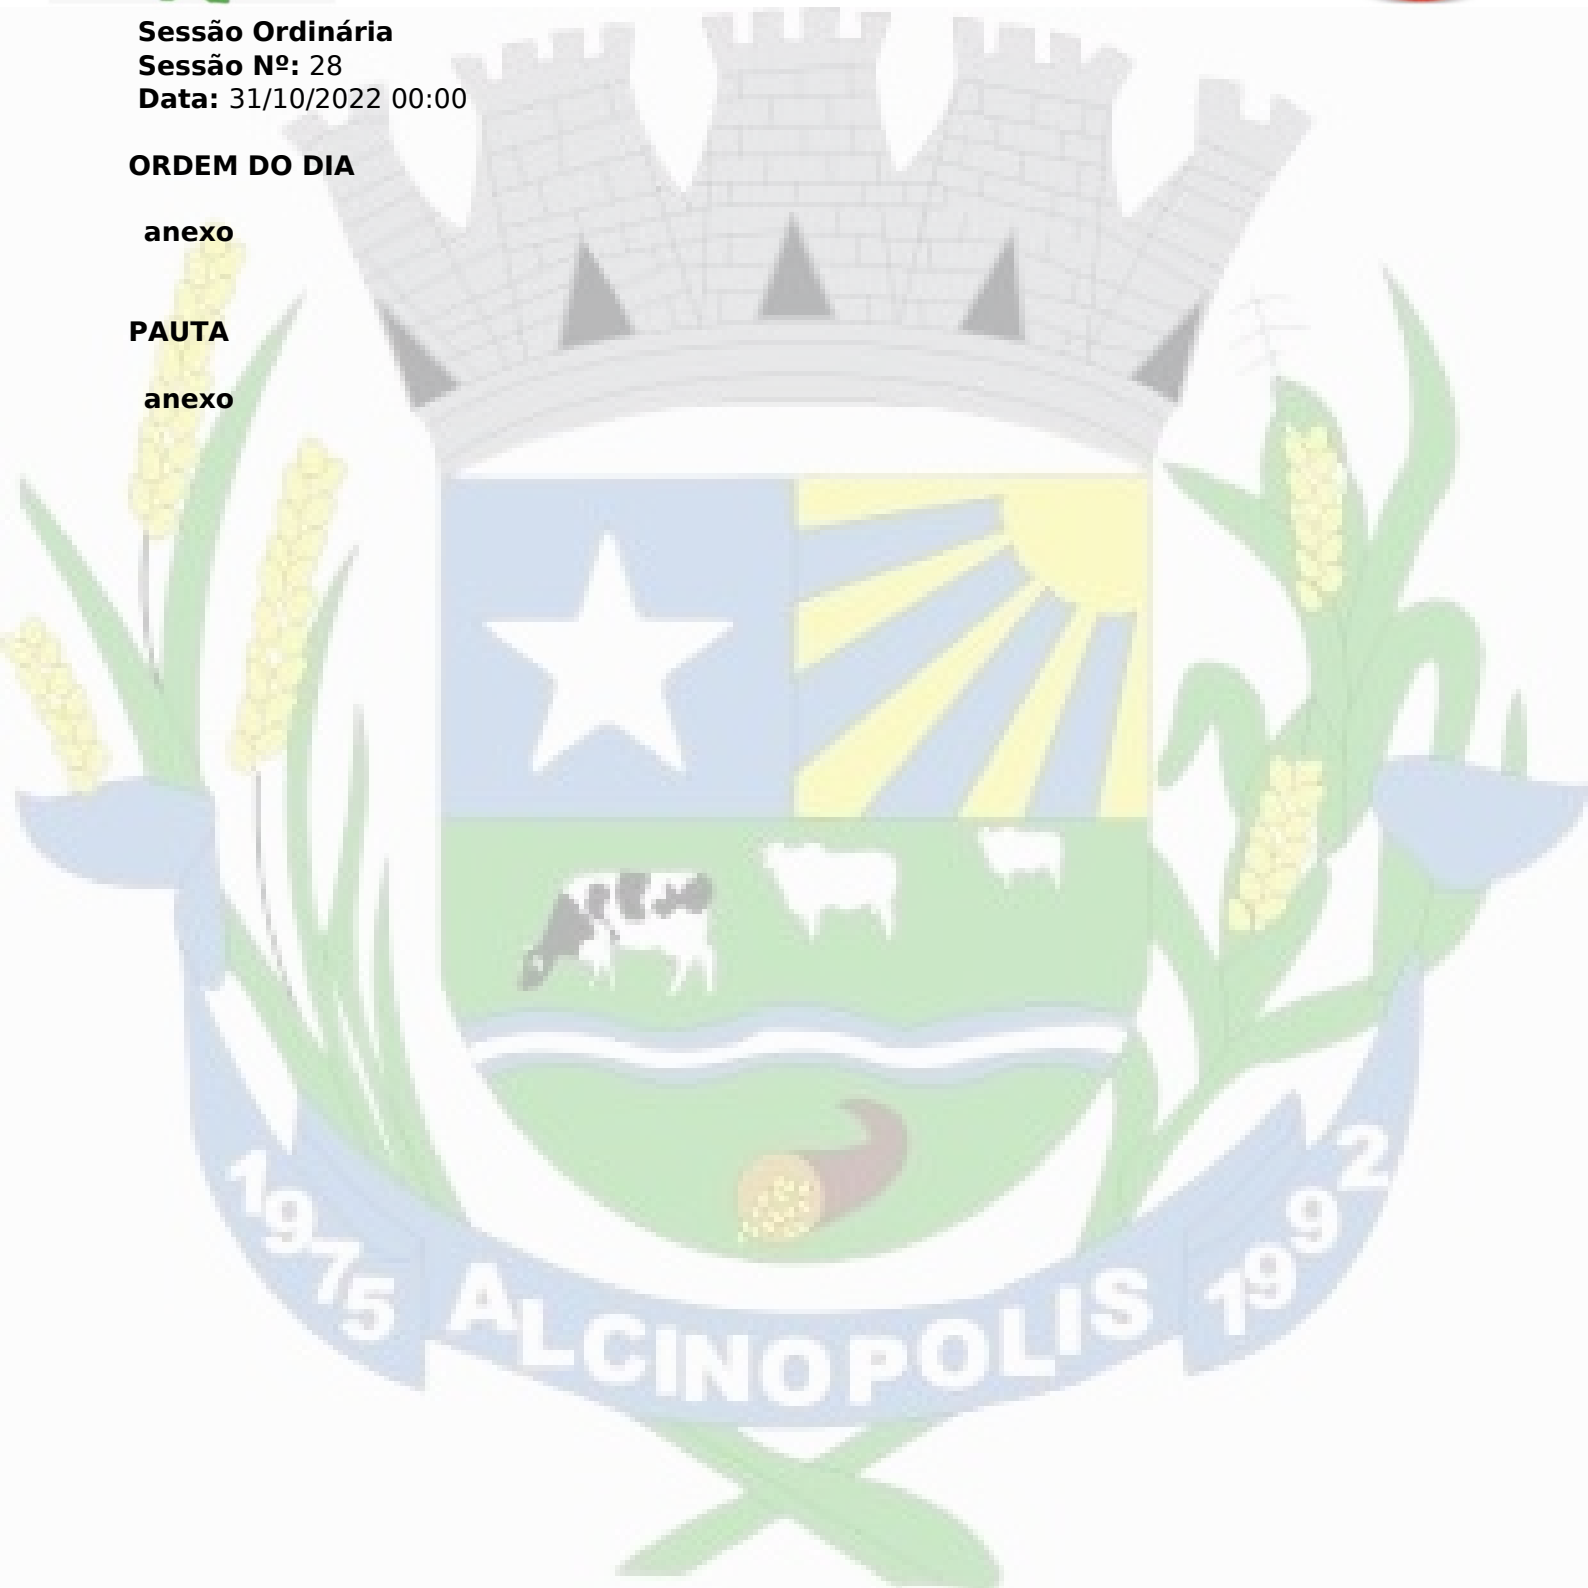 Sessão Ordinária
Sessão Nº: 28
Data: 31/10/2022 00:00
ORDEM DO DIA
anexo
PAUTA
anexo
1975 ALCINOPOLIS 1992